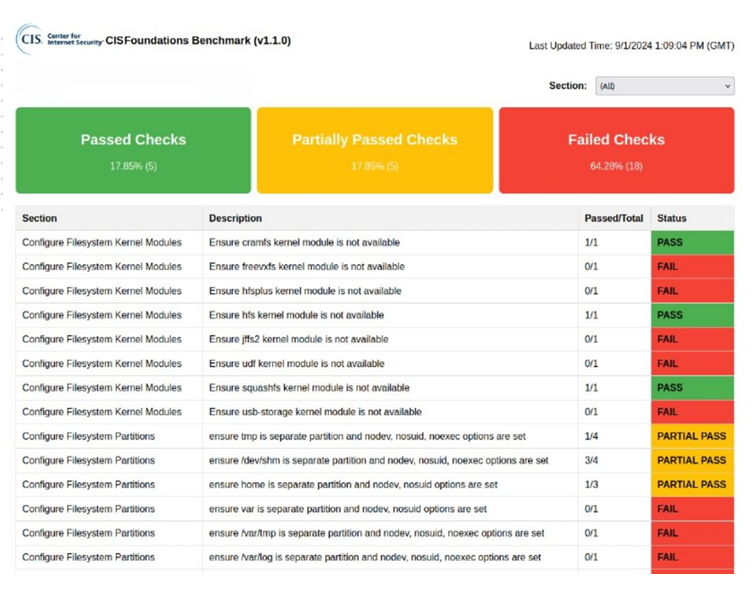 CIS. Center for Internet Security CISFoundations Benchmark (v1.1.0)
Last Updated Time: 9/1/2024 1:09:04 PM (GMT)
Section: (All)
Passed Checks Partially Passed Checks Failed Checks
17.85% (5) 17.85% (5) 64.28% (18)
Section Description Passed/Total Status
Configure Filesystem Kernel Modules Ensure cramfs kernel module is not available 1/1 PASS
Configure Filesystem Kernel Modules Ensure freevxfs kernel module is not available 0/1 FAIL
Configure Filesystem Kernel Modules Ensure hfsplus kernel module is not available 0/1 FAIL
Configure Filesystem Kernel Modules Ensure hfs kernel module is not available 1/1 PASS
Configure Filesystem Kernel Modules Ensure jffs2 kernel module is not available 0/1 FAIL
Configure Filesystem Kernel Modules Ensure udf kernel module is not available 0/1 FAIL
Configure Filesystem Kernel Modules Ensure squashfs kernel module is not available 1/1 PASS
Configure Filesystem Kernel Modules Ensure usb-storage kernel module is not available 0/1 FAIL
Configure Filesystem Partitions ensure tmp is separate partition and nodev, nosuid, noexec options are set 1/4 PARTIAL PASS
Configure Filesystem Partitions ensure /dev/shm is separate partition and nodev, nosuid, noexec options are set 3/4 PARTIAL PASS
Configure Filesystem Partitions ensure home is separate partition and nodev, nosuid options are set 1/3 PARTIAL PASS
Configure Filesystem Partitions ensure var is separate partition and nodev, nosuid options are set 0/1 FAIL
Configure Filesystem Partitions ensure /var/tmp is separate partition and nodev, nosuid, noexec options are set 0/1 FAIL
Configure Filesystem Partitions ensure /var/log is separate partition and nodev, nosuid, noexec options are set 0/1 FAIL